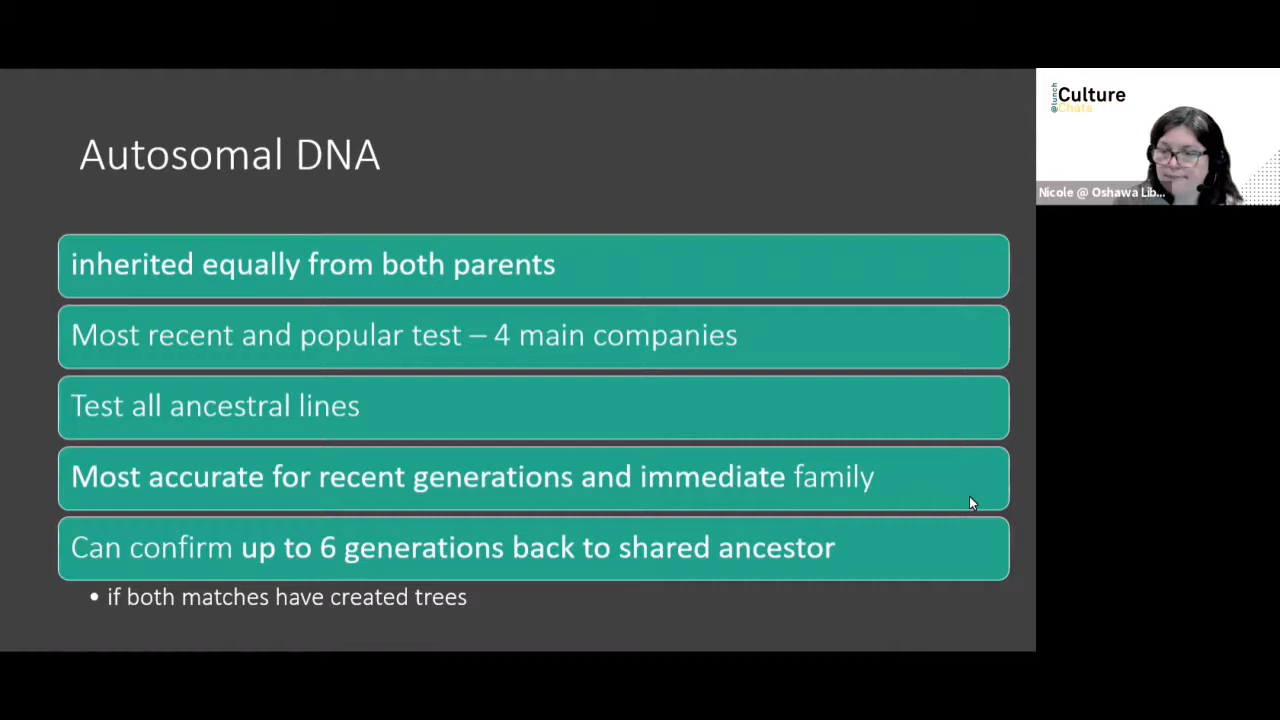 Autosomal DNA
inherited equally from both parents
Most recent and popular test – 4 main companies
Test all ancestral lines
Most accurate for recent generations and immediate family
Can confirm up to 6 generations back to shared ancestor
• if both matches have created trees
@lunch
Culture
Chats
Nicole @ Oshawa Lib...